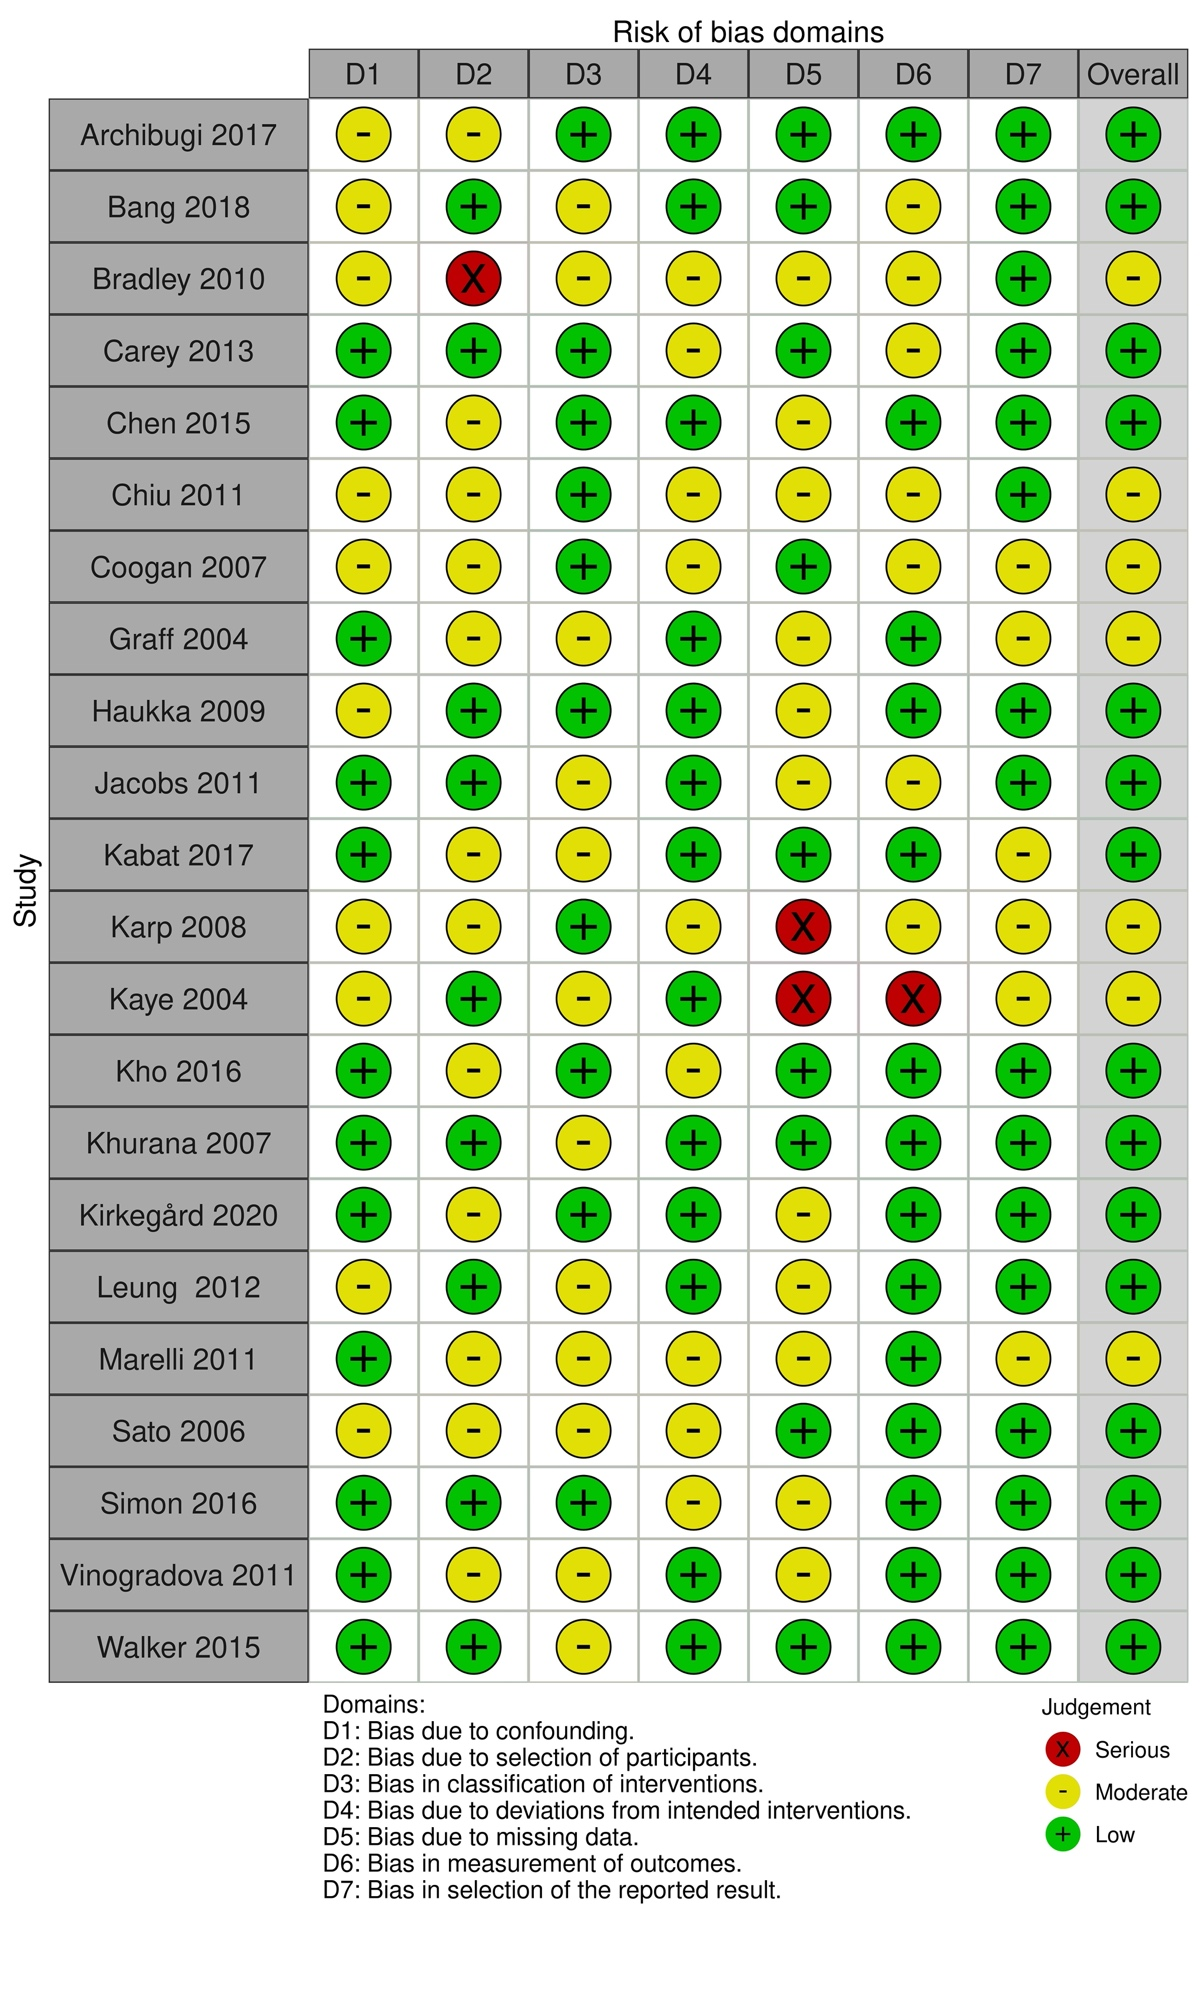 Risk of bias domains
D1 D2 D3 D4 D5 D6 D7 Overall
Study
Archibugi 2017 - - + + + + + +
Bang 2018 - + - + + - + +
Bradley 2010 - X - - - - + -
Carey 2013 + + + - + - + +
Chen 2015 + - + + - + + +
Chiu 2011 - - + - - - + -
Coogan 2007 - - + - + - - -
Graff 2004 + - - + - + - -
Haukka 2009 - + + + - + + +
Jacobs 2011 + + - + - - + +
Kabat 2017 + - - + + + - +
Karp 2008 - - + - X - - -
Kaye 2004 - + - + X X - -
Kho 2016 + - + - + + + +
Khurana 2007 + + - + + + + +
Kirkegård 2020 + - + + - + + +
Leung  2012 - + - + - + + +
Marelli 2011 + - - - - + - -
Sato 2006 - - - - + + + +
Simon 2016 + + + - - + + +
Vinogradova 2011 + - - + - + + +
Walker 2015 + + - + + + + +
Domains:
D1: Bias due to confounding.
D2: Bias due to selection of participants.
D3: Bias in classification of interventions.
D4: Bias due to deviations from intended interventions.
D5: Bias due to missing data.
D6: Bias in measurement of outcomes.
D7: Bias in selection of the reported result.
Judgement
X Serious
- Moderate
+ Low